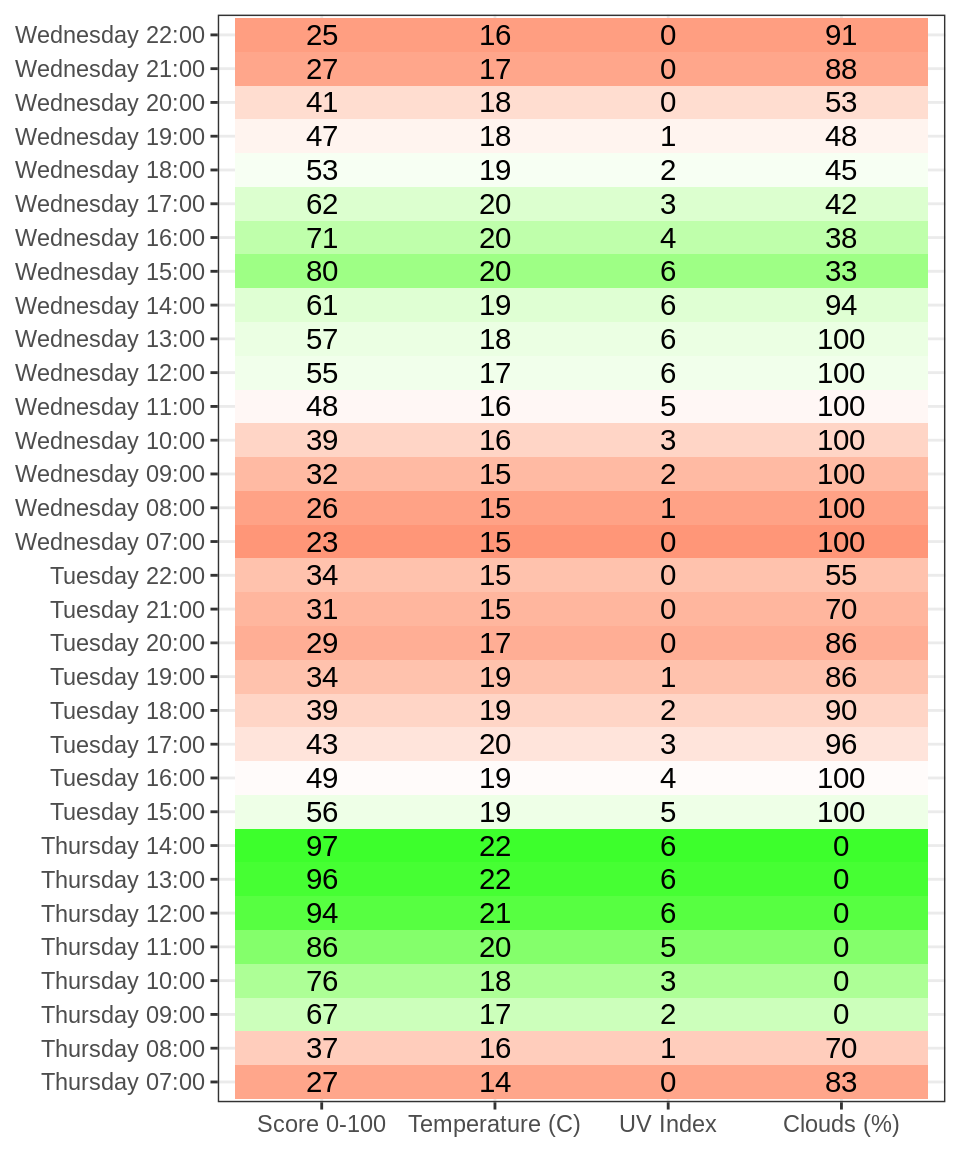 Wednesday 22:00 25 16 0 91
Wednesday 21:00 27 17 0 88
Wednesday 20:00 41 18 0 53
Wednesday 19:00 47 18 1 48
Wednesday 18:00 53 19 2 45
Wednesday 17:00 62 20 3 42
Wednesday 16:00 71 20 4 38
Wednesday 15:00 80 20 6 33
Wednesday 14:00 61 19 6 94
Wednesday 13:00 57 18 6 100
Wednesday 12:00 55 17 6 100
Wednesday 11:00 48 16 5 100
Wednesday 10:00 39 16 3 100
Wednesday 09:00 32 15 2 100
Wednesday 08:00 26 15 1 100
Wednesday 07:00 23 15 0 100
Tuesday 22:00 34 15 0 55
Tuesday 21:00 31 15 0 70
Tuesday 20:00 29 17 0 86
Tuesday 19:00 34 19 1 86
Tuesday 18:00 39 19 2 90
Tuesday 17:00 43 20 3 96
Tuesday 16:00 49 19 4 100
Tuesday 15:00 56 19 5 100
Thursday 14:00 97 22 6 0
Thursday 13:00 96 22 6 0
Thursday 12:00 94 21 6 0
Thursday 11:00 86 20 5 0
Thursday 10:00 76 18 3 0
Thursday 09:00 67 17 2 0
Thursday 08:00 37 16 1 70
Thursday 07:00 27 14 0 83
Score 0-100 Temperature (C) UV Index Clouds (%)